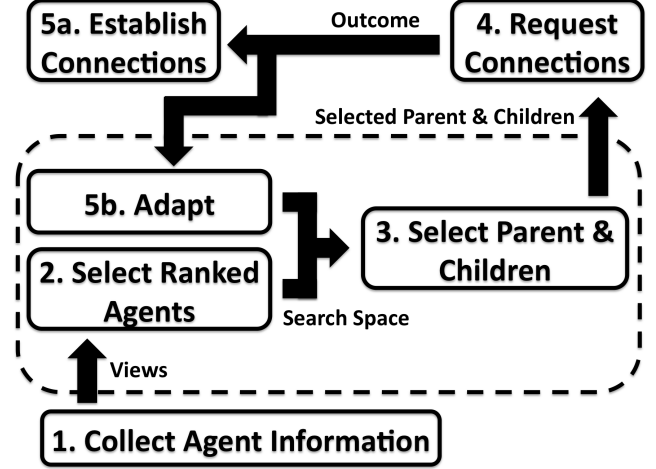 5a. Establish
Connections
Outcome
4. Request
Connections
Selected Parent & Children
5b. Adapt
2. Select Ranked
Agents
3. Select Parent &
Children
Search Space
Views
1. Collect Agent Information